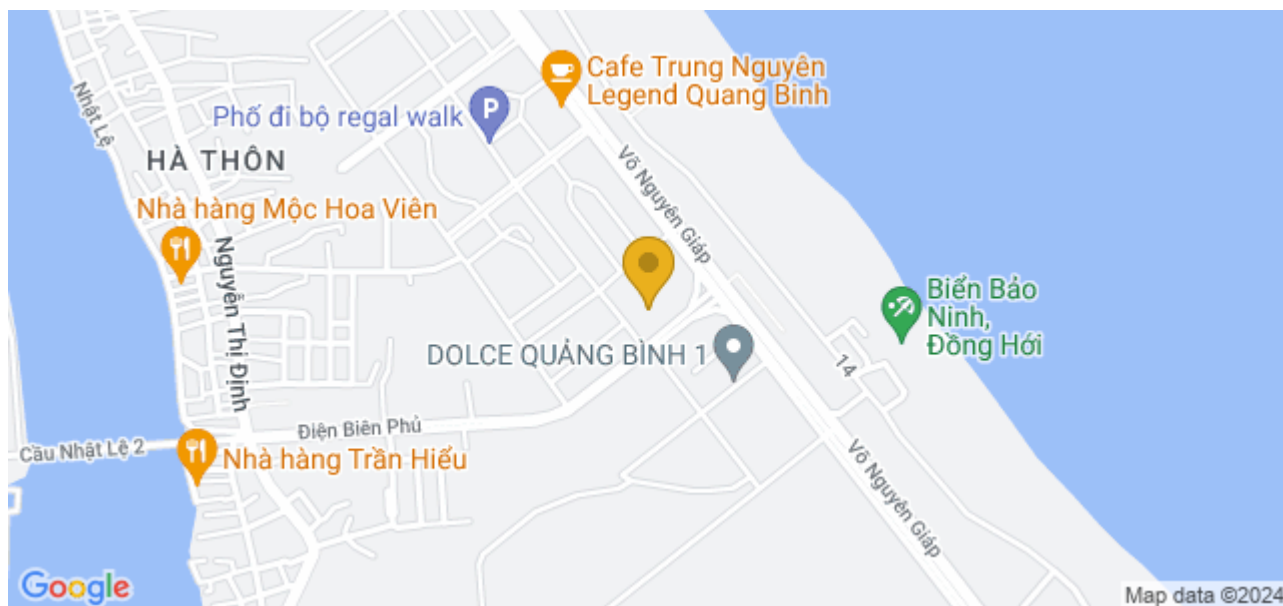 Cafe Trung Nguyên
Legend Quang Binh
Nhật Lệ
Phố đi bộ regal walk
P
HÀ THÔN
Võ Nguyên Giáp
Nhà hàng Mộc Hoa Viên
Nguyễn Thị Định
Biển Bảo
Ninh,
Đồng Hới
DOLCE QUẢNG BÌNH 1
14
Điện Biên Phủ
Cầu Nhật Lệ 2
Nhà hàng Trần Hiếu
Võ Nguyên Giáp
Google
Map data ©2024